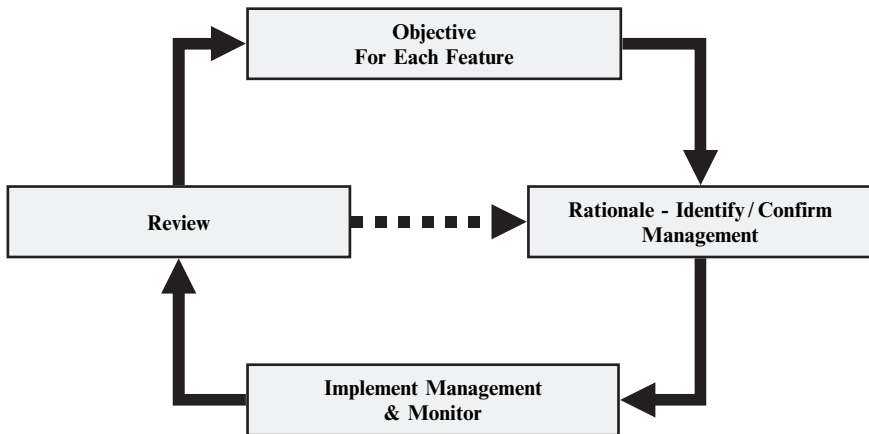 Objective
For Each Feature
Review
Rationale - Identify / Confirm
Management
Implement Management
& Monitor